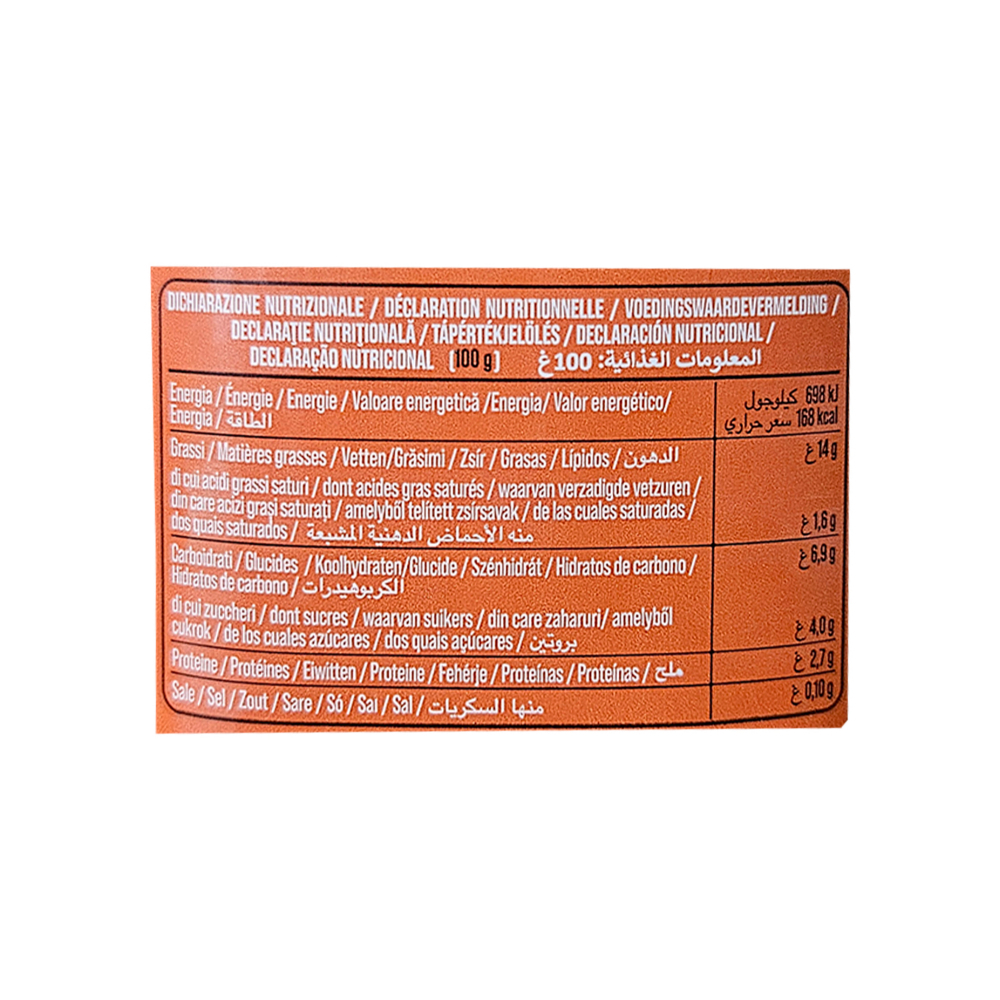 DICHIARAZIONE NUTRIZIONALE / DÉCLARATION NUTRITIONNELLE / VOEDINGSWAARDEVERMELDING /
DECLARAȚIE NUTRIȚIONALĂ / TÁPÉRTÉKJELÖLÉS / DECLARACIÓN NUTRICIONAL /
DECLARAÇÃO NUTRICIONAL (100 g) المعلومات الغذائية: 100غ
Energia / Énergie / Energie / Valoare energetică /Energia/ Valor energético/ 698 kJ كيلوجول
Energia / الطاقة 168 kcal سعر حراري
Grassi / Matières grasses / Vetten/Grăsimi / Zsír / Grasas / Lípidos / الدهون 14 g غ
di cui acidi grassi saturi / dont acides gras saturés / waarvan verzadigde vetzuren /
din care acizi grași saturați / amelyből telített zsírsavak / de las cuales saturadas /
dos quais saturados / منه الأحماض الدهنية المشبعة 1,6 g غ
Carboidrati / Glucides / Koolhydraten/Glucide / Szénhidrát / Hidratos de carbono / 6,9 g غ
Hidratos de carbono / الكربوهيدرات
di cui zuccheri / dont sucres / waarvan suikers / din care zaharuri/ amelyből
cukrok / de los cuales azúcares / dos quais açúcares / بروتين 4,0 g غ
Proteine / Protéines / Eiwitten / Proteine / Fehérje / Proteínas / Proteínas / ملح 2,7 g غ
Sale / Sel / Zout / Sare / Só / Sal / Sal / منها السكريات 0,10 g غ